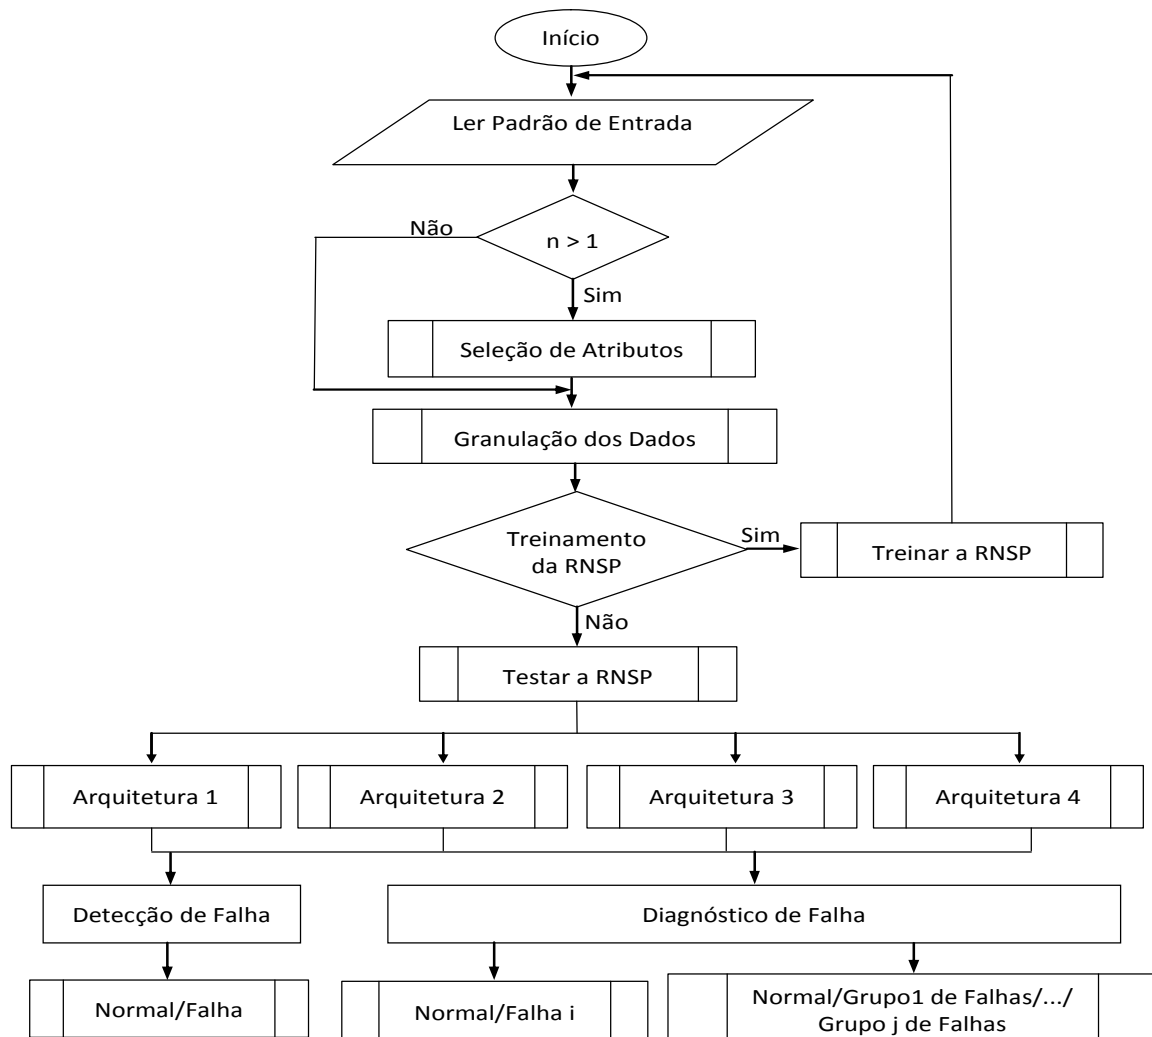 Início
Ler Padrão de Entrada
Não
n > 1
Sim
Seleção de Atributos
Granulação dos Dados
Treinamento
da RNSP
Sim
Treinar a RNSP
Não
Testar a RNSP
Arquitetura 1
Arquitetura 2
Arquitetura 3
Arquitetura 4
Detecção de Falha
Diagnóstico de Falha
Normal/Falha
Normal/Falha i
Normal/Grupo1 de Falhas/.../
Grupo j de Falhas